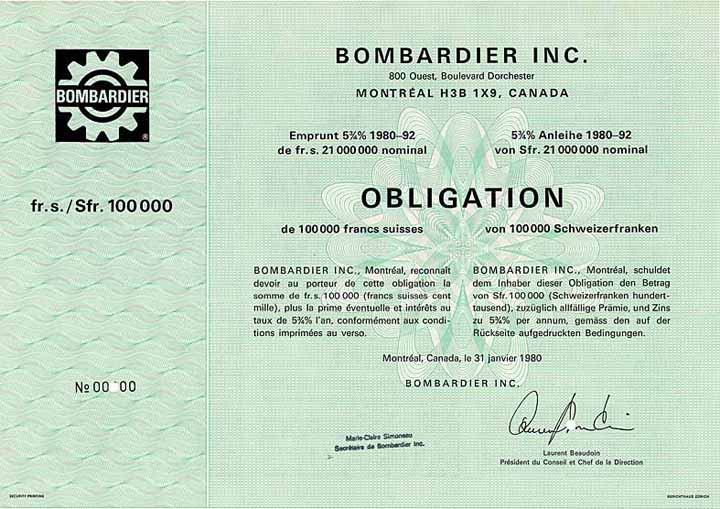 BOMBARDIER
®
fr.s./Sfr. 100 000
№ 00 00
SECURITY PRINTING
BOMBARDIER INC.
800 Ouest, Boulevard Dorchester
MONTRÉAL H3B 1X9, CANADA
Emprunt 5¾% 1980–92
de fr. s. 21 000 000 nominal
5¾% Anleihe 1980–92
von Sfr. 21 000 000 nominal
OBLIGATION
de 100 000 francs suisses
von 100 000 Schweizerfranken
BOMBARDIER INC., Montréal, reconnaît
devoir au porteur de cette obligation la
somme de fr. s. 100 000 (francs suisses cent
mille), plus la prime éventuelle et intérêts au
taux de 5¾% l'an, conformément aux condi-
tions imprimées au verso.
BOMBARDIER INC., Montréal, schuldet
dem Inhaber dieser Obligation den Betrag
von Sfr. 100 000 (Schweizerfranken hundert-
tausend), zuzüglich allfällige Prämie, und Zins
zu 5¾% per annum, gemäss den auf der
Rückseite aufgedruckten Bedingungen.
Montréal, Canada, le 31 janvier 1980
BOMBARDIER INC.
Marie-Claire Simoneau
Secrétaire de Bombardier Inc.
Laurent Beaudoin
Président du Conseil et Chef de la Direction